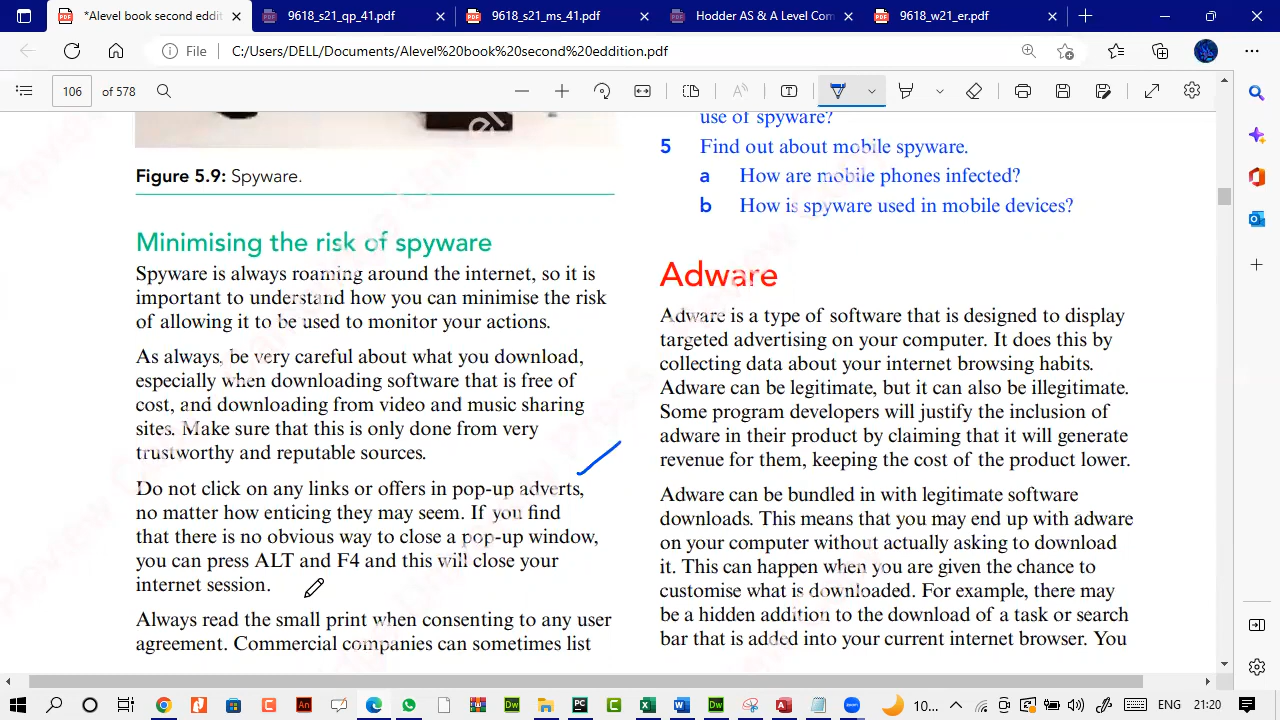 *Alevel book second eddit
9618_s21_qp_41.pdf
9618_s21_ms_41.pdf
Hodder AS & A Level Com
9618_w21_er.pdf
File
C:/Users/DELL/Documents/Alevel%20book%20second%20eddition.pdf
106 of 578
use of spyware?
5 Find out about mobile spyware.
a How are mobile phones infected?
b How is spyware used in mobile devices?
Figure 5.9: Spyware.
Minimising the risk of spyware
Spyware is always roaming around the internet, so it is
important to understand how you can minimise the risk
of allowing it to be used to monitor your actions.
As always, be very careful about what you download,
especially when downloading software that is free of
cost, and downloading from video and music sharing
sites. Make sure that this is only done from very
trustworthy and reputable sources.
Do not click on any links or offers in pop-up adverts,
no matter how enticing they may seem. If you find
that there is no obvious way to close a pop-up window,
you can press ALT and F4 and this will close your
internet session.
Always read the small print when consenting to any user
agreement. Commercial companies can sometimes list
Adware
Adware is a type of software that is designed to display
targeted advertising on your computer. It does this by
collecting data about your internet browsing habits.
Adware can be legitimate, but it can also be illegitimate.
Some program developers will justify the inclusion of
adware in their product by claiming that it will generate
revenue for them, keeping the cost of the product lower.
Adware can be bundled in with legitimate software
downloads. This means that you may end up with adware
on your computer without actually asking to download
it. This can happen when you are given the chance to
customise what is downloaded. For example, there may
be a hidden addition to the download of a task or search
bar that is added into your current internet browser. You
10...
ENG
21:20